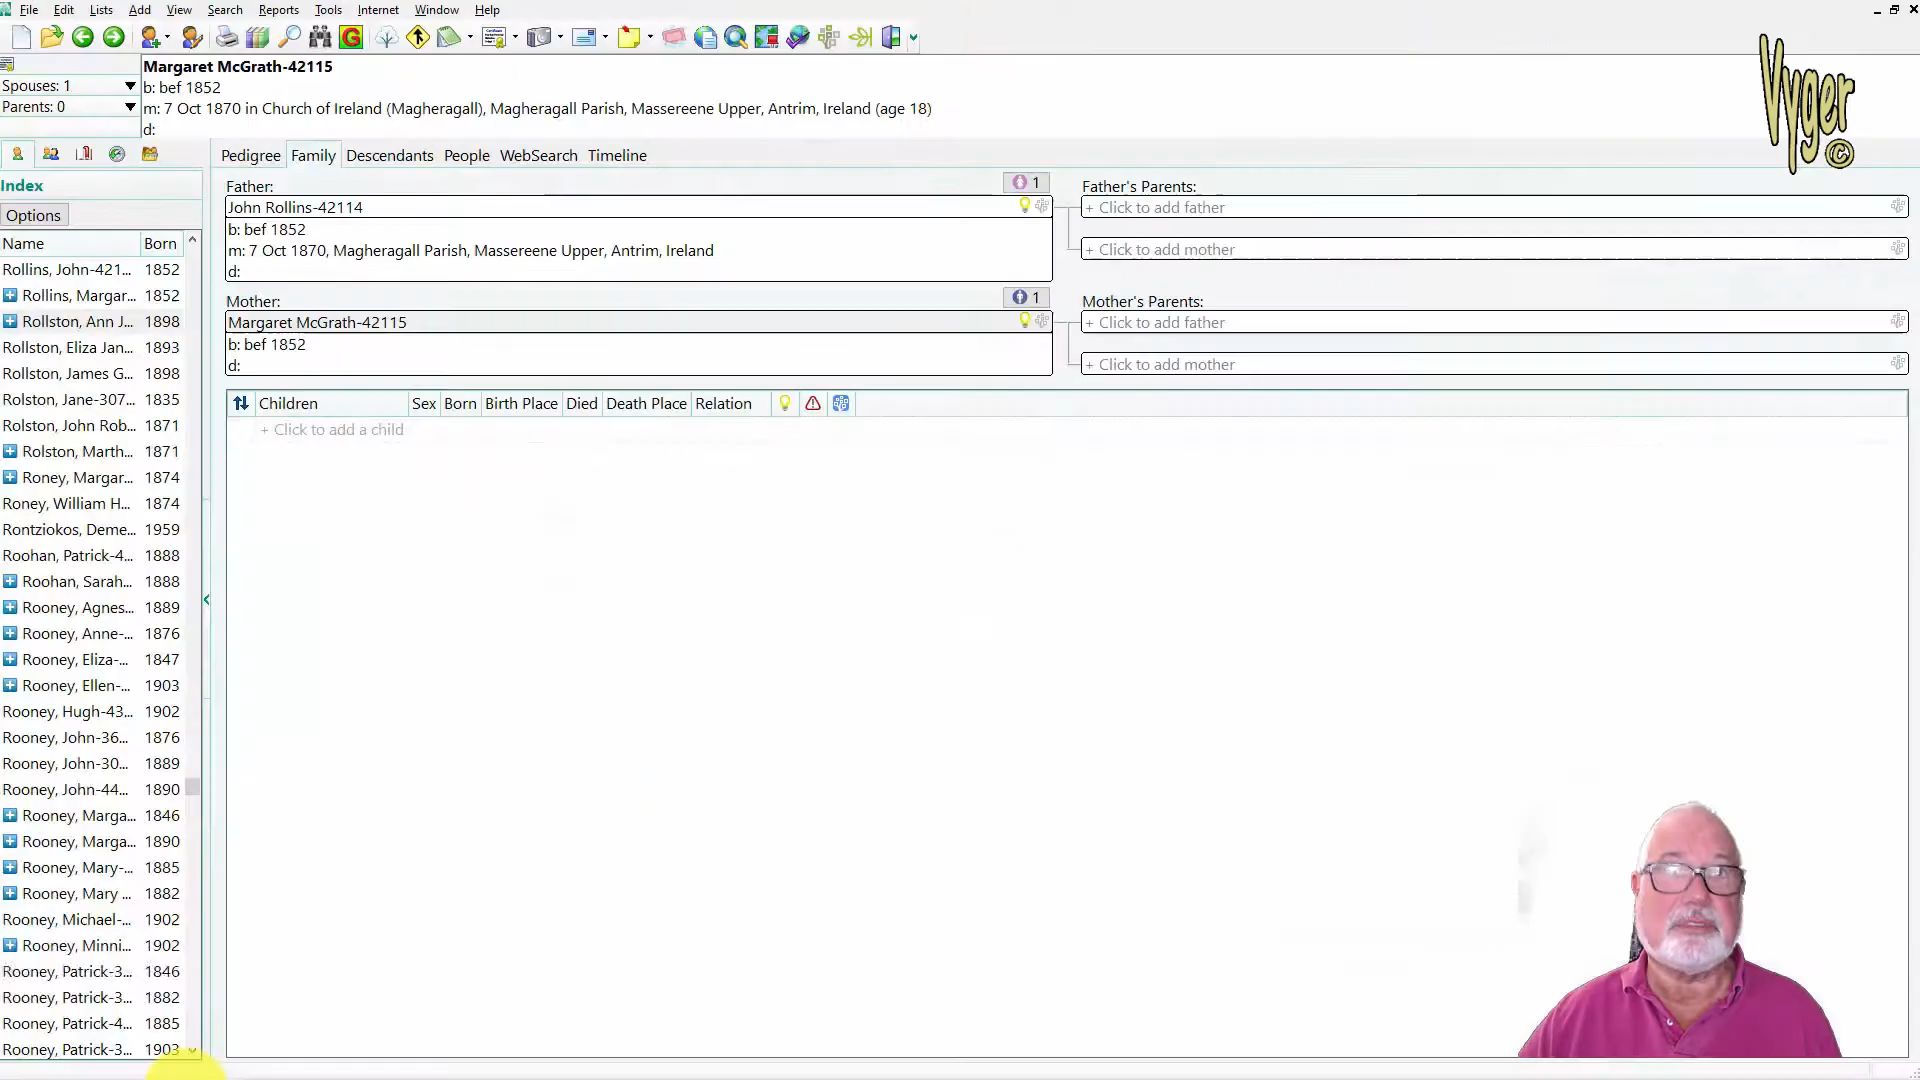 File Edit Lists Add View Search Reports Tools Internet Window Help
G
Vyger ©
Margaret McGrath-42115
Spouses: 1
b: bef 1852
Parents: 0
m: 7 Oct 1870 in Church of Ireland (Magheragall), Magheragall Parish, Massereene Upper, Antrim, Ireland (age 18)
d:
Pedigree Family Descendants People WebSearch Timeline
Index
Options
Name Born
Rollins, John-421... 1852
Rollins, Margar... 1852
Rollston, Ann J... 1898
Rollston, Eliza Jan... 1893
Rollston, James G... 1898
Rolston, Jane-307... 1835
Rolston, John Rob... 1871
Rolston, Marth... 1871
Roney, Margar... 1874
Roney, William H... 1874
Rontziokos, Deme... 1959
Roohan, Patrick-4... 1888
Roohan, Sarah... 1888
Rooney, Agnes... 1889
Rooney, Anne-... 1876
Rooney, Eliza-... 1847
Rooney, Ellen-... 1903
Rooney, Hugh-43... 1902
Rooney, John-36... 1876
Rooney, John-30... 1889
Rooney, John-44... 1890
Rooney, Marga... 1846
Rooney, Marga... 1890
Rooney, Mary-... 1885
Rooney, Mary ... 1882
Rooney, Michael-... 1902
Rooney, Minni... 1902
Rooney, Patrick-3... 1846
Rooney, Patrick-3... 1882
Rooney, Patrick-4... 1885
Rooney, Patrick-3... 1903
Father: 1
John Rollins-42114
b: bef 1852
m: 7 Oct 1870, Magheragall Parish, Massereene Upper, Antrim, Ireland
d:
Mother: 1
Margaret McGrath-42115
b: bef 1852
d:
Father's Parents:
+ Click to add father
+ Click to add mother
Mother's Parents:
+ Click to add father
+ Click to add mother
Children Sex Born Birth Place Died Death Place Relation
+ Click to add a child